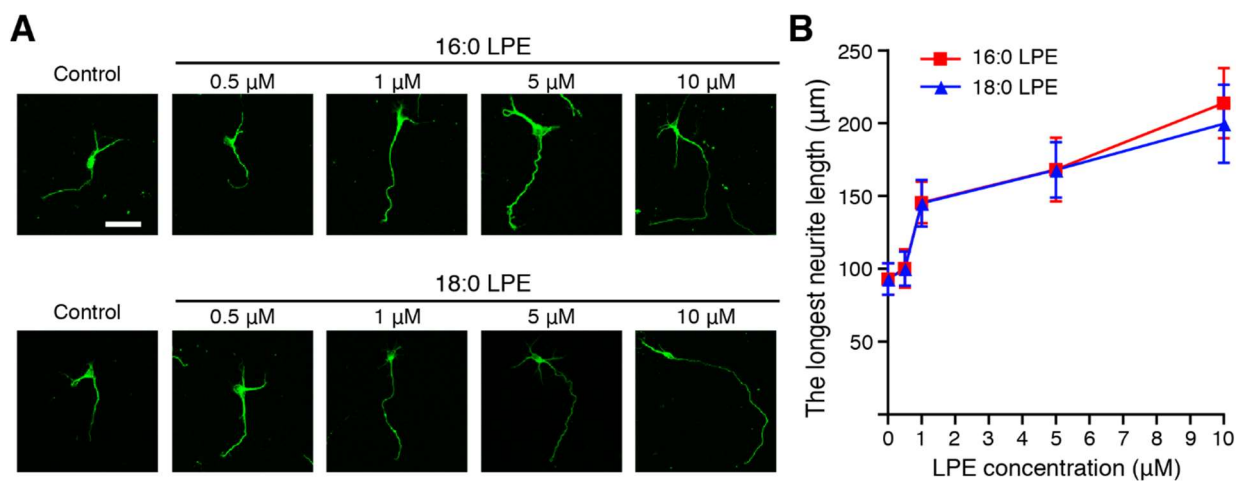 A
16:0 LPE
Control
0.5 μM
1 μM
5 μM
10 μM
18:0 LPE
Control
0.5 μM
1 μM
5 μM
10 μM
B
16:0 LPE
18:0 LPE
The longest neurite length (μm)
250
200
150
100
50
0 1 2 3 4 5 6 7 8 9 10
LPE concentration (μM)